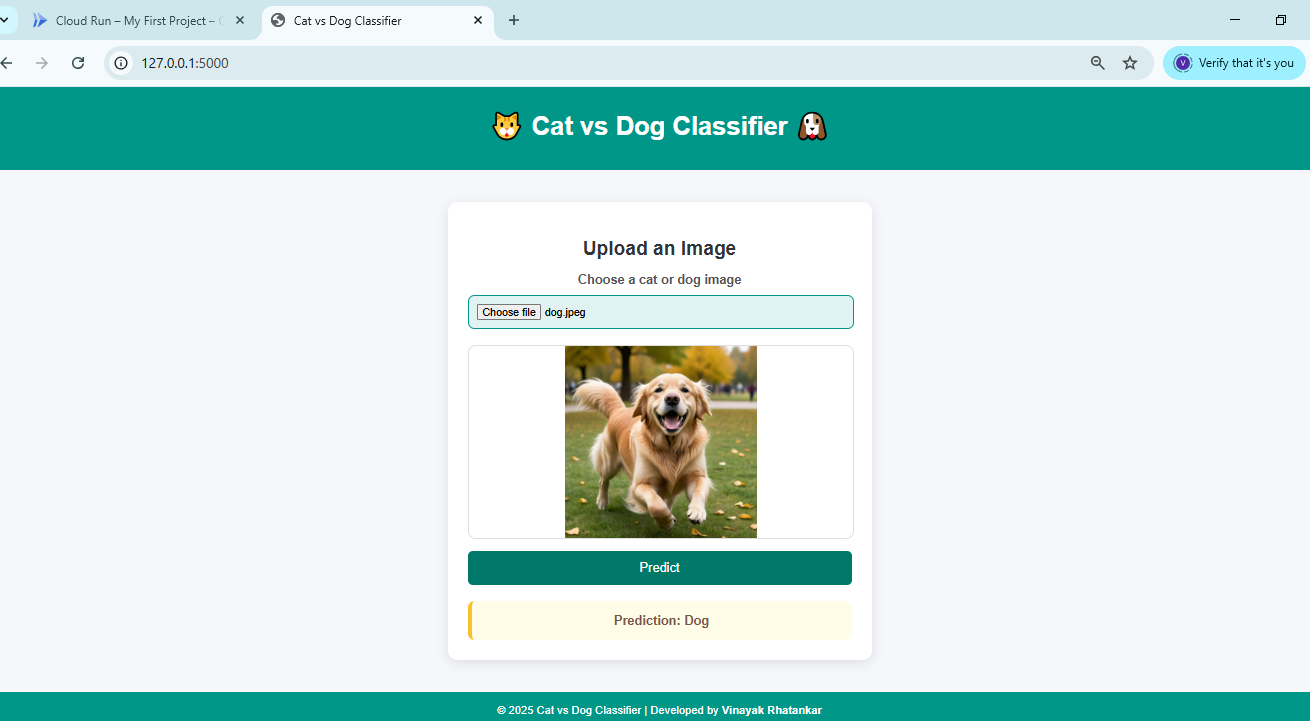 Cloud Run – My First Project –
Cat vs Dog Classifier
127.0.0.1:5000
V
Verify that it's you
Cat vs Dog Classifier
Upload an Image
Choose a cat or dog image
Choose file dog.jpeg
Predict
Prediction: Dog
© 2025 Cat vs Dog Classifier | Developed by Vinayak Rhatankar